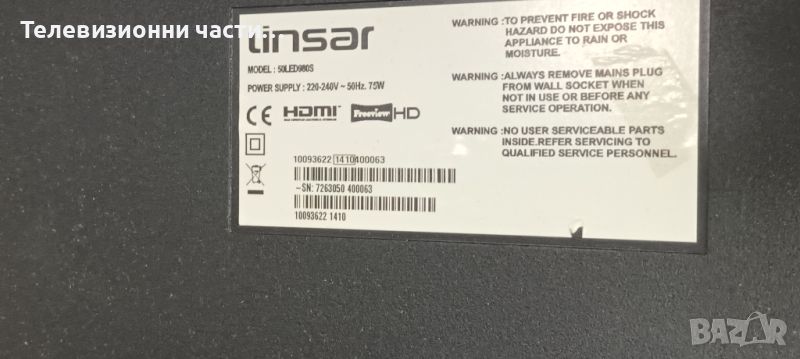 Телевизионни части...
Linsar
MODEL : 50LED980S
POWER SUPPLY : 220-240V ~ 50Hz. 75W
CE HDMI Freeview HD
10093622 1410 400063
-SN: 7263050 400063
10093622 1410
WARNING :TO PREVENT FIRE OR SHOCK
HAZARD DO NOT EXPOSE THIS
APPLIANCE TO RAIN OR
MOISTURE.
WARNING :ALWAYS REMOVE MAINS PLUG
FROM WALL SOCKET WHEN
NOT IN USE OR BEFORE ANY
SERVICE OPERATION.
WARNING :NO USER SERVICEABLE PARTS
INSIDE.REFER SERVICING TO
QUALIFIED SERVICE PERSONNEL.
BAZAR